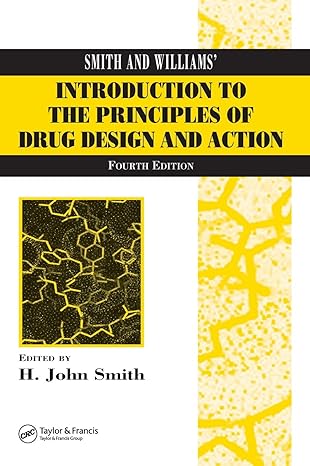 SMITH AND WILLIAMS'
INTRODUCTION TO
THE PRINCIPLES OF
DRUG DESIGN AND ACTION
FOURTH EDITION
EDITED BY
H. John Smith
CRC
Taylor & Francis
Taylor & Francis Group